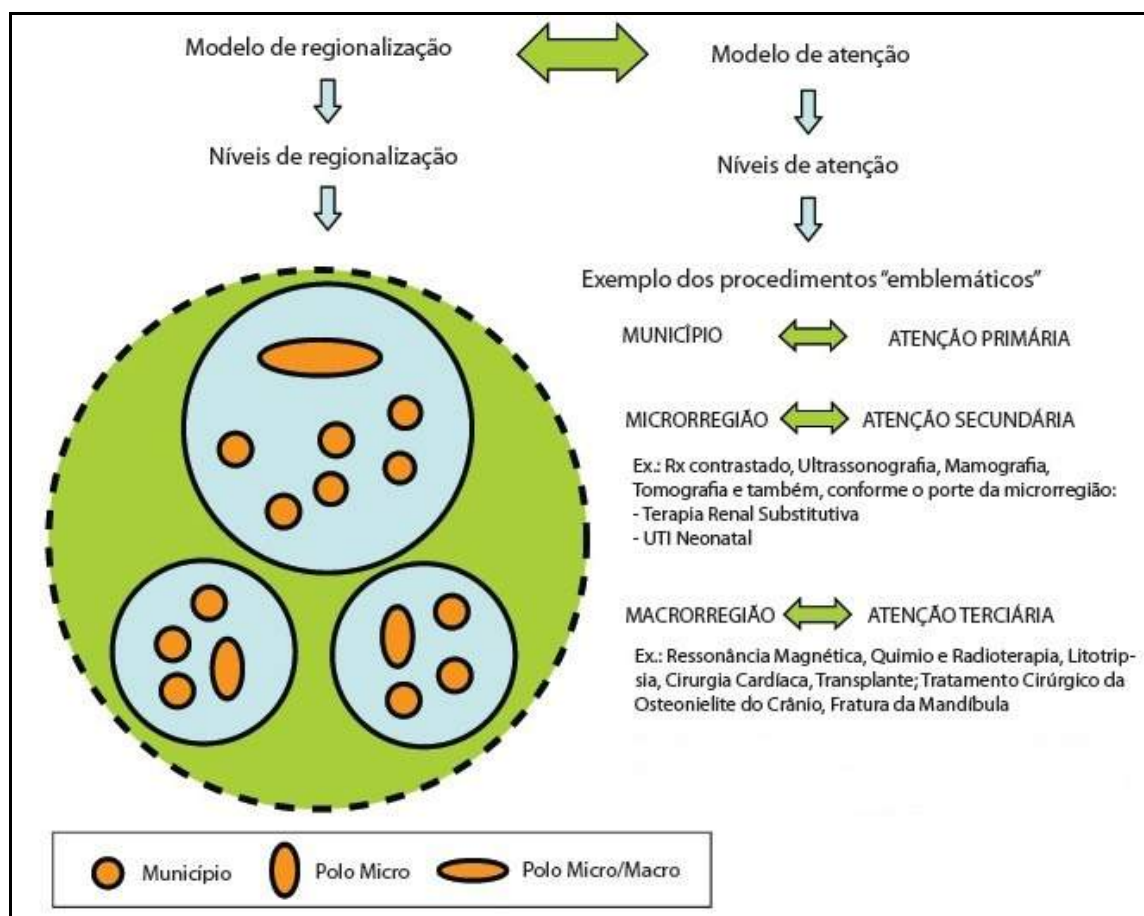 Modelo de regionalização
Modelo de atenção
Níveis de regionalização
Níveis de atenção
Exemplo dos procedimentos “emblemáticos”
MUNICÍPIO
ATENÇÃO PRIMÁRIA
MICRORREGIÃO
ATENÇÃO SECUNDÁRIA
Ex.: Rx contrastado, Ultrassonografia, Mamografia,
Tomografia e também, conforme o porte da microrregião:
- Terapia Renal Substitutiva
- UTI Neonatal
MACRORREGIÃO
ATENÇÃO TERCIÁRIA
Ex.: Ressonância Magnética, Quimio e Radioterapia, Litotrip-
sia, Cirurgia Cardíaca, Transplante; Tratamento Cirúrgico da
Osteonielite do Crânio, Fratura da Mandíbula
Município
Polo Micro
Polo Micro/Macro